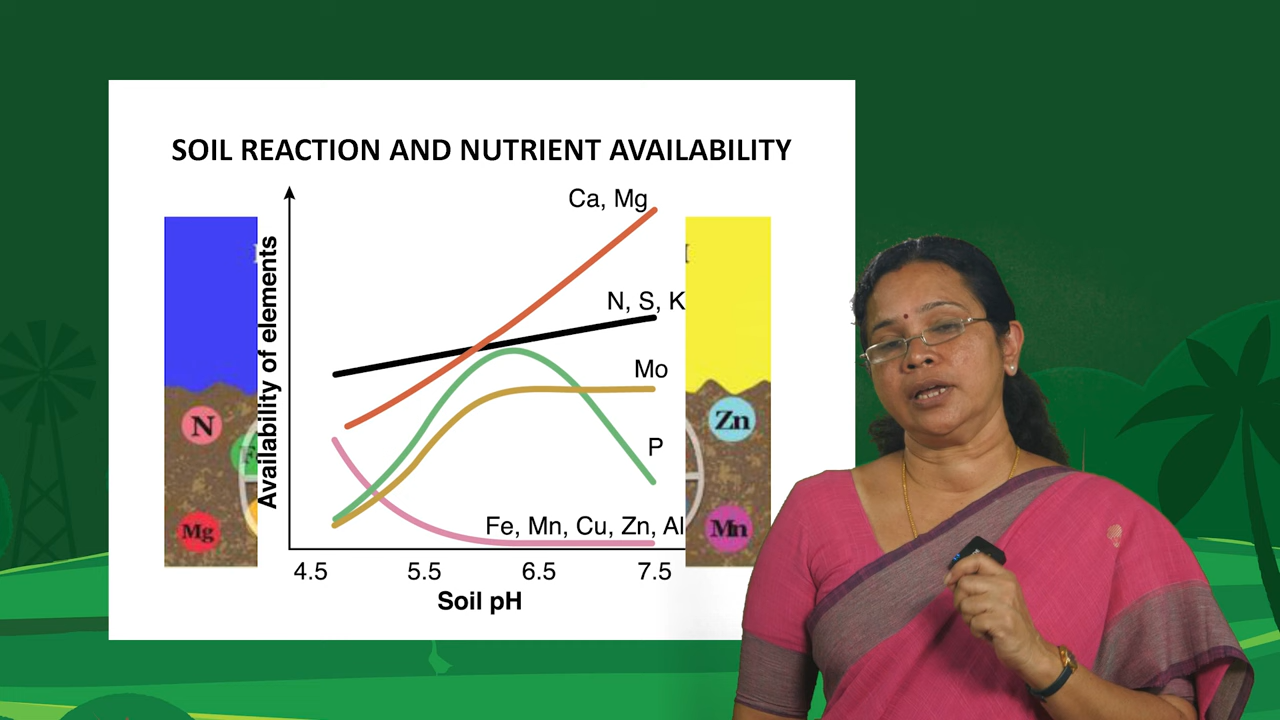 SOIL REACTION AND NUTRIENT AVAILABILITY
Ca, Mg
N, S, K
Mo
P
Fe, Mn, Cu, Zn, Al
Availability of elements
4.5 5.5 6.5 7.5
Soil pH
N
Mg
Zn
Mn